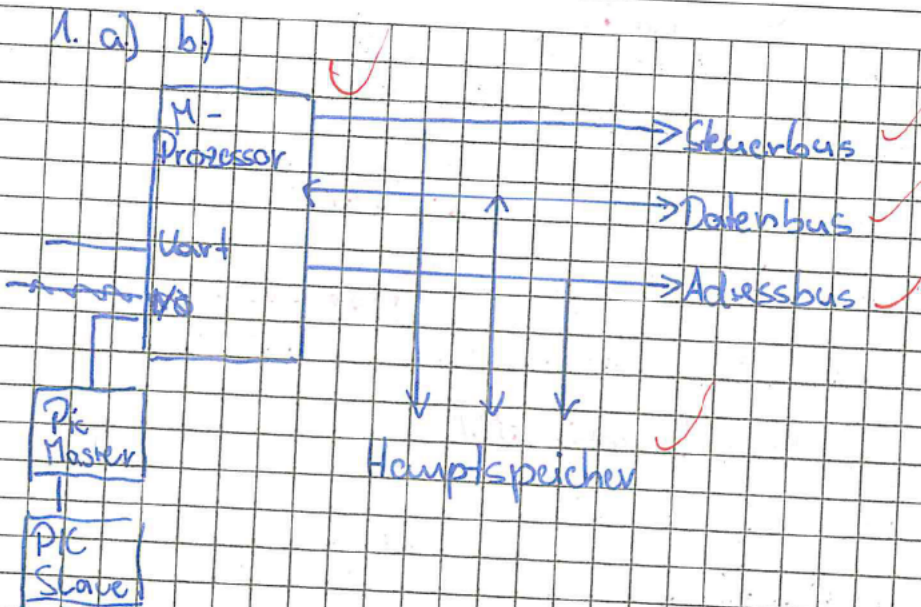 1. a) b)
M-
Prozessor
Steuerbus
Datenbus
Uart
Adressbus
Pic
Master
Hauptspeicher
PIC
Slave